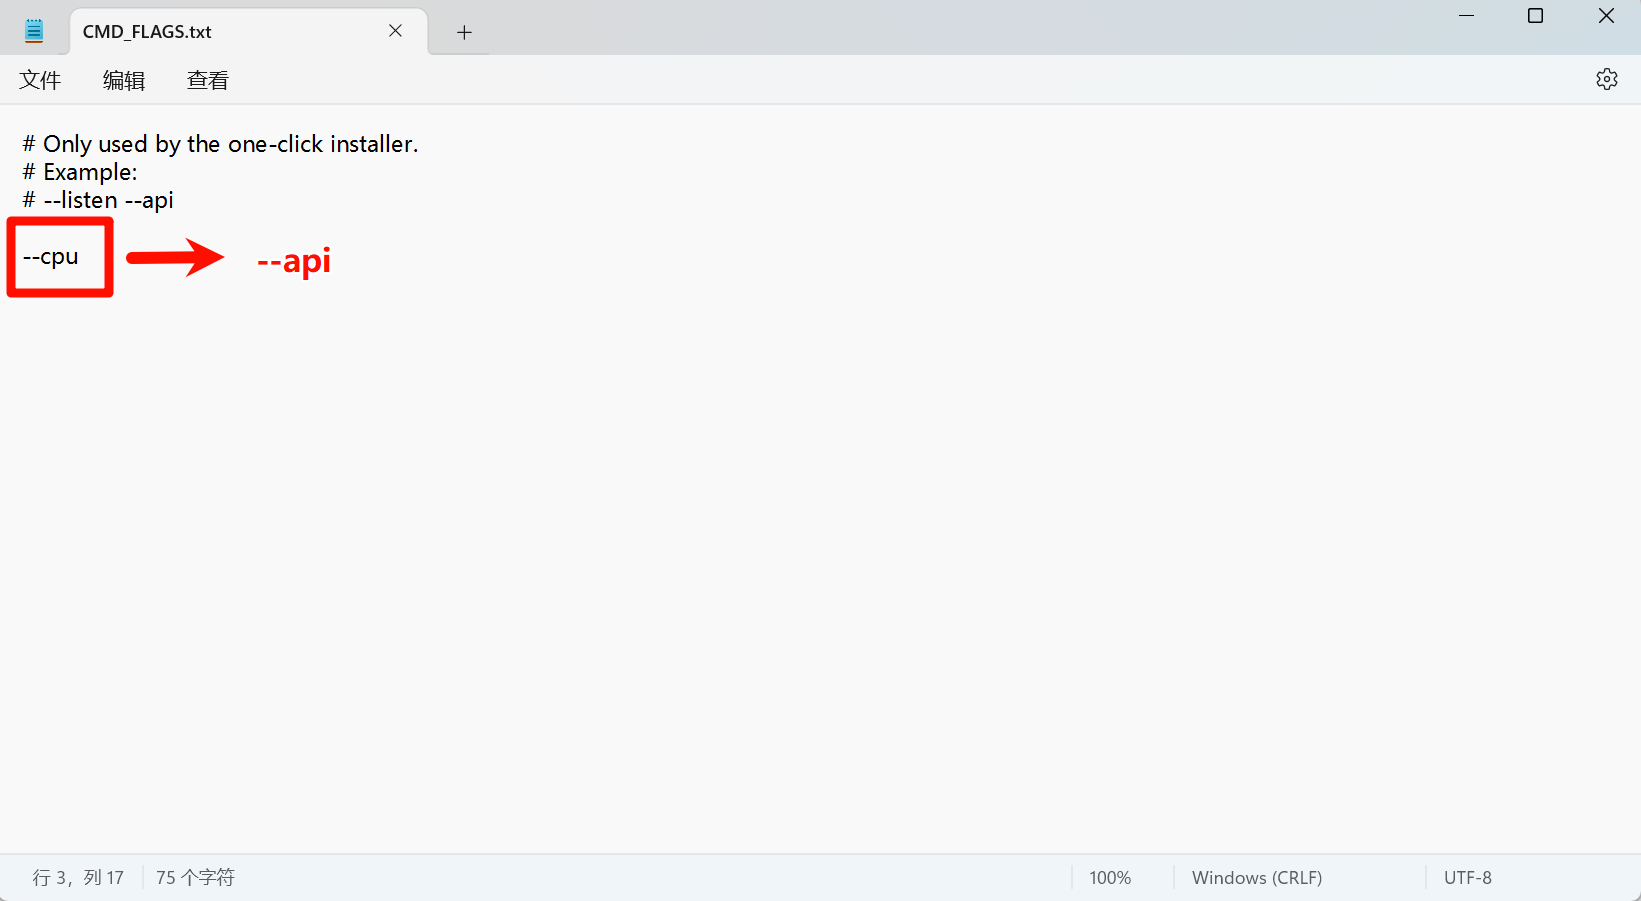 CMD_FLAGS.txt
文件 编辑 查看
# Only used by the one-click installer.
# Example:
# --listen --api
--cpu --api
行 3，列 17 75 个字符 100% Windows (CRLF) UTF-8